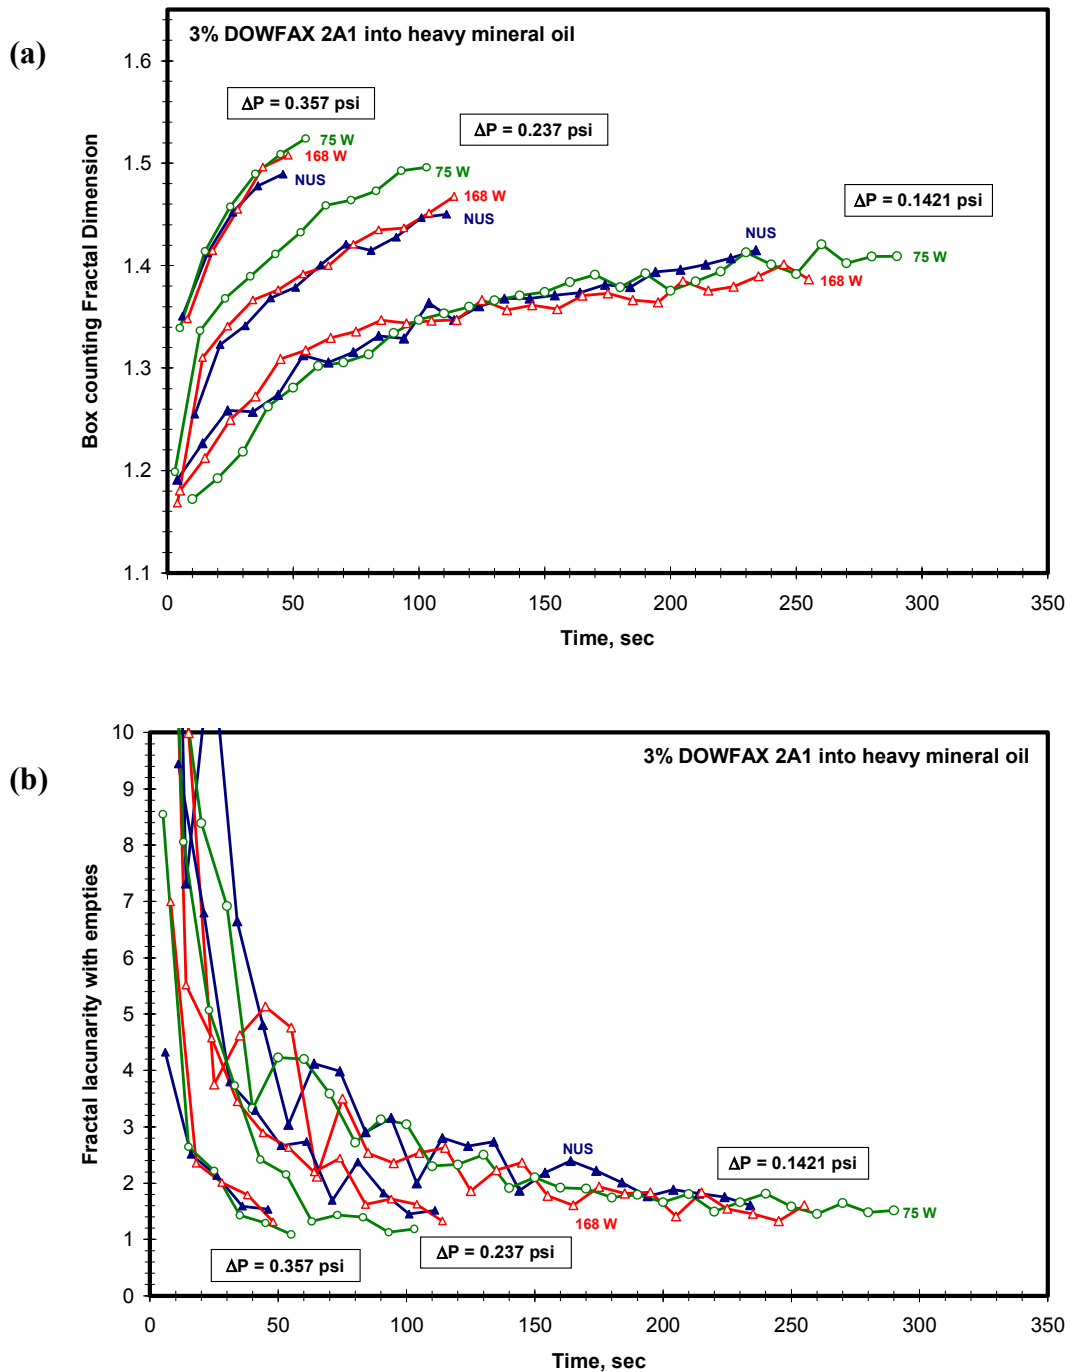 (a)
3% DOWFAX 2A1 into heavy mineral oil
1.6
ΔP = 0.357 psi
ΔP = 0.237 psi
75 W
168 W
1.5
75 W
NUS
168 W
ΔP = 0.1421 psi
NUS
NUS
75 W
1.4
168 W
1.3
1.2
1.1
Box counting Fractal Dimension
0 50 100 150 200 250 300 350
Time, sec
(b)
10
3% DOWFAX 2A1 into heavy mineral oil
9
8
7
6
5
4
3
NUS
ΔP = 0.1421 psi
2
168 W
75 W
ΔP = 0.237 psi
ΔP = 0.357 psi
1
0
Fractal lacunarity with empties
0 50 100 150 200 250 300 350
Time, sec